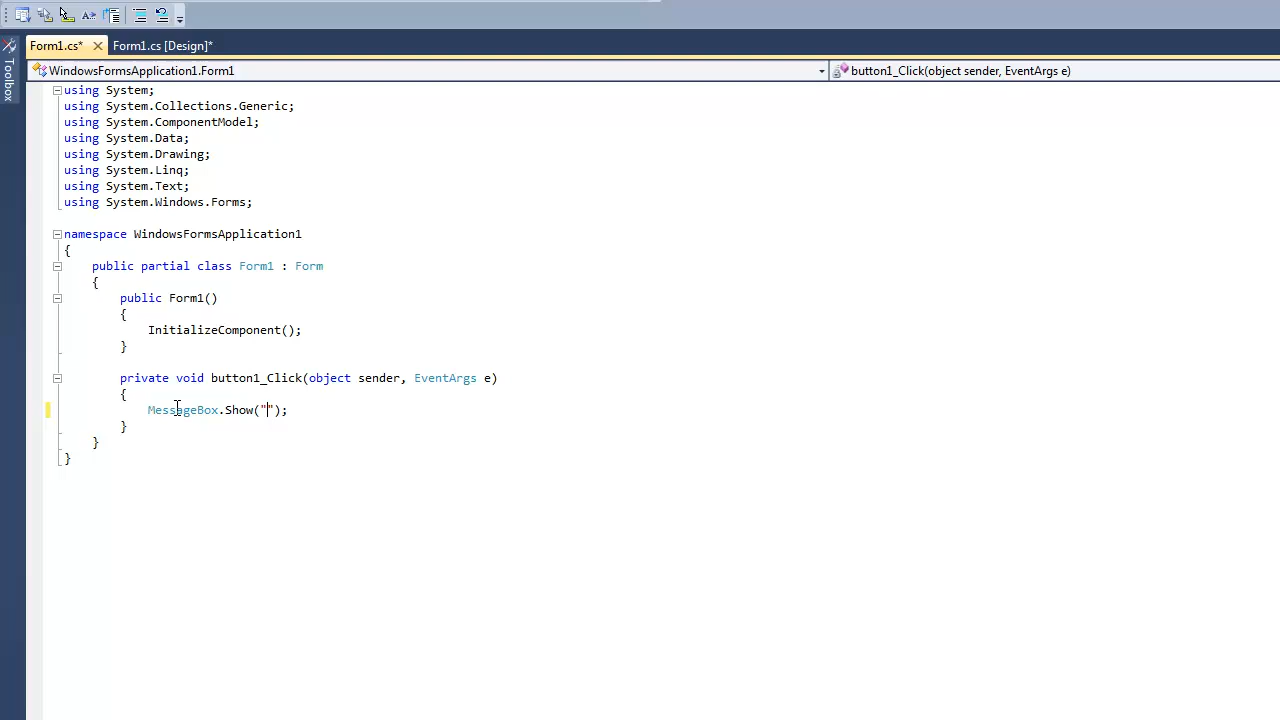 Form1.cs* Form1.cs [Design]*
Toolbox
WindowsFormsApplication1.Form1 button1_Click(object sender, EventArgs e)
using System;
using System.Collections.Generic;
using System.ComponentModel;
using System.Data;
using System.Drawing;
using System.Linq;
using System.Text;
using System.Windows.Forms;
namespace WindowsFormsApplication1
{
public partial class Form1 : Form
{
public Form1()
{
InitializeComponent();
}
private void button1_Click(object sender, EventArgs e)
{
MessageBox.Show("");
}
}
}